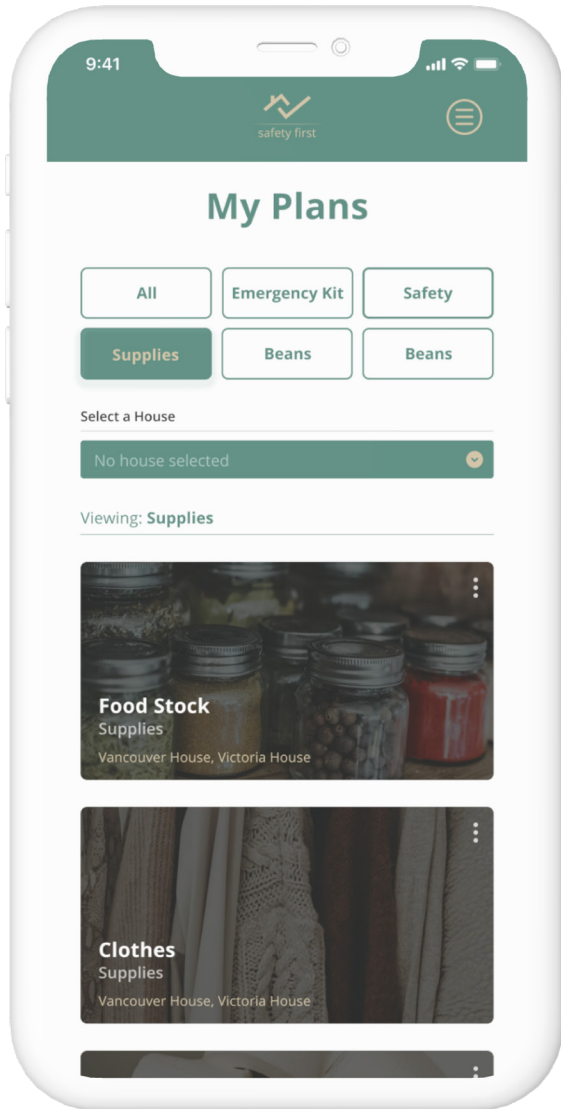 9:41
safety first
My Plans
All
Emergency Kit
Safety
Supplies
Beans
Beans
Select a House
No house selected
Viewing: Supplies
Food Stock
Supplies
Vancouver House, Victoria House
Clothes
Supplies
Vancouver House, Victoria House